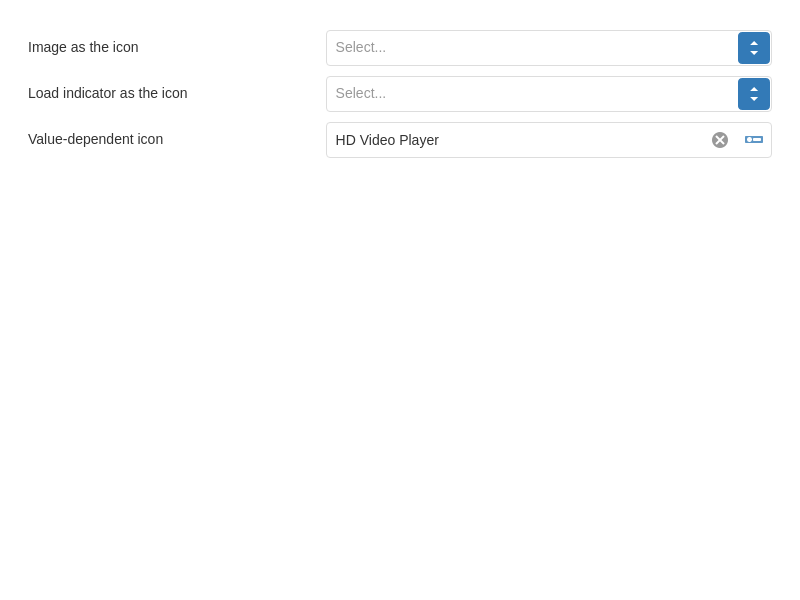 Image as the icon
Select...
Load indicator as the icon
Select...
Value-dependent icon
HD Video Player